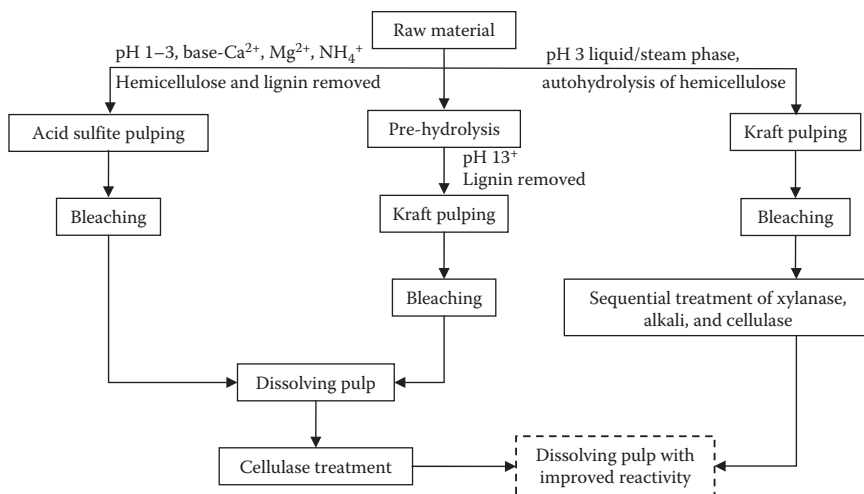 Raw material
pH 1–3, base-Ca²⁺, Mg²⁺, NH₄⁺
Hemicellulose and lignin removed
pH 3 liquid/steam phase,
autohydrolysis of hemicellulose
Acid sulfite pulping
Pre-hydrolysis
Kraft pulping
pH 13⁺
Lignin removed
Bleaching
Kraft pulping
Bleaching
Bleaching
Sequential treatment of xylanase,
alkali, and cellulase
Dissolving pulp
Cellulase treatment
Dissolving pulp with
improved reactivity